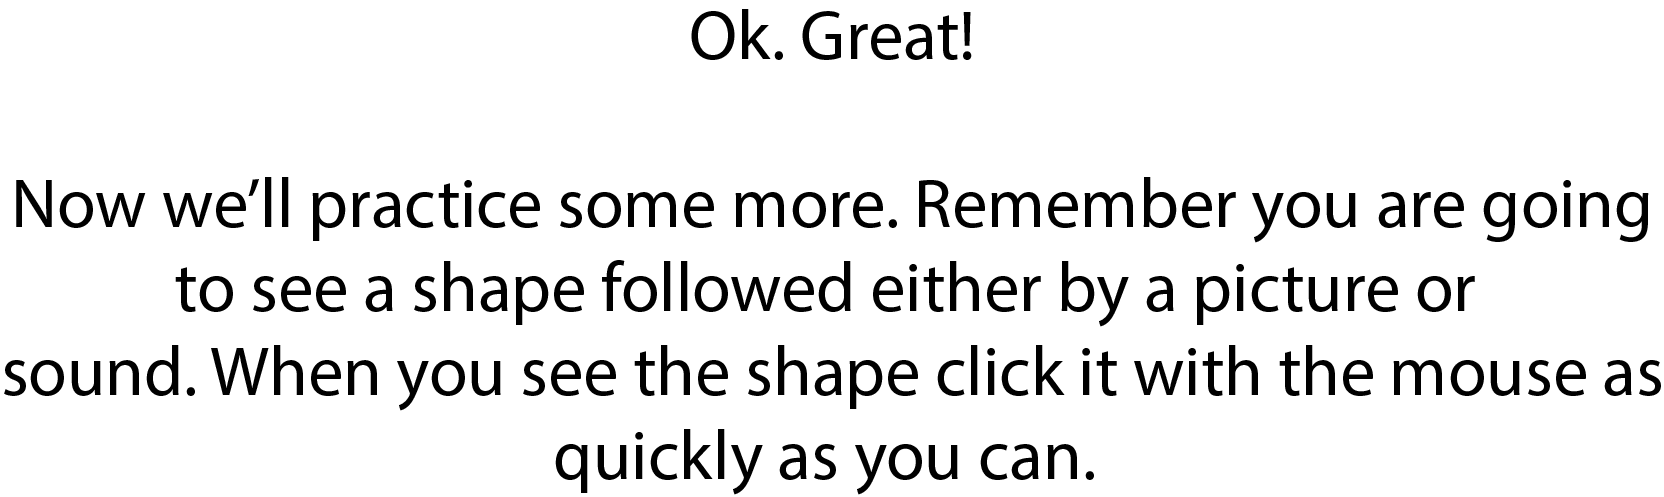 Ok. Great!
Now we’ll practice some more. Remember you are going
to see a shape followed either by a picture or
sound. When you see the shape click it with the mouse as
quickly as you can.